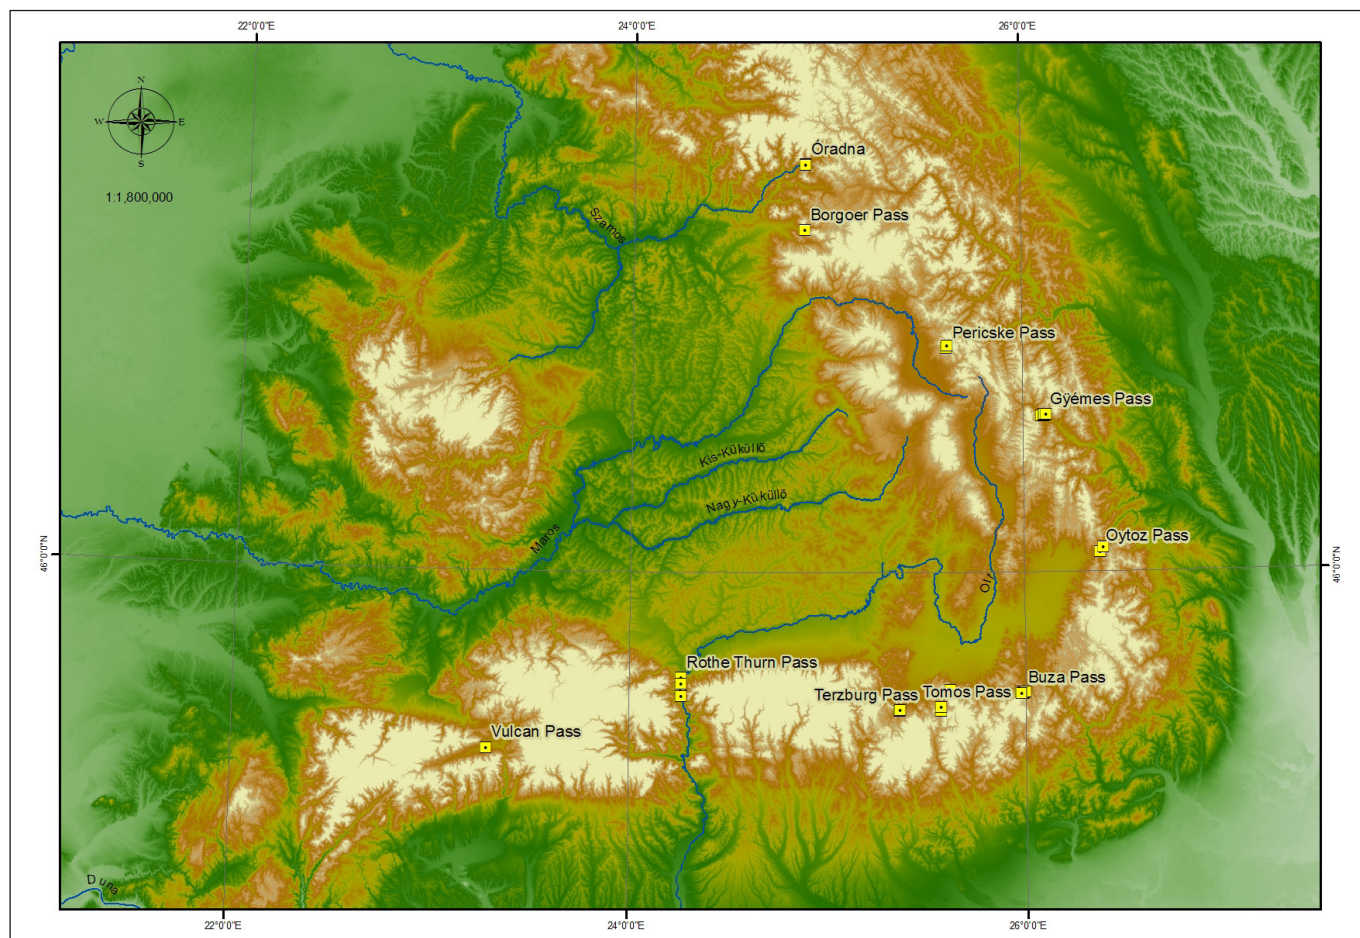 22°0'0"E
24°0'0"E
26°0'0"E
N
W
E
S
1:1,800,000
Óradna
Borgoer Pass
Szamos
Pericske Pass
Gÿémes Pass
Kis-Küküllő
Nagy-Küküllő
Maros
Oytoz Pass
46°0'0"N
46°0'0"N
Olt
Rothe Thurn Pass
Terzburg Pass
Tomos Pass
Buza Pass
Vulcan Pass
Duna
22°0'0"E
24°0'0"E
26°0'0"E